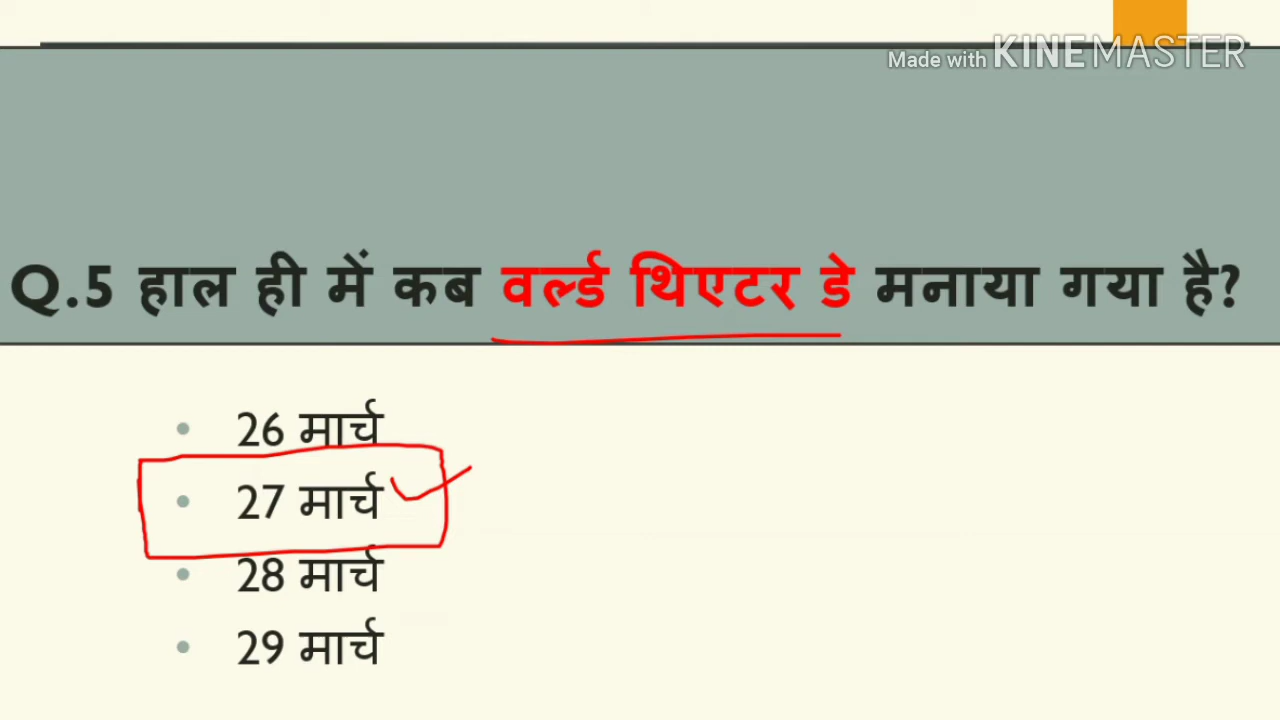 Made with KINEMASTER
Q.5 हाल ही में कब वर्ल्ड थिएटर डे मनाया गया है?
• 26 मार्च
• 27 मार्च
• 28 मार्च
• 29 मार्च